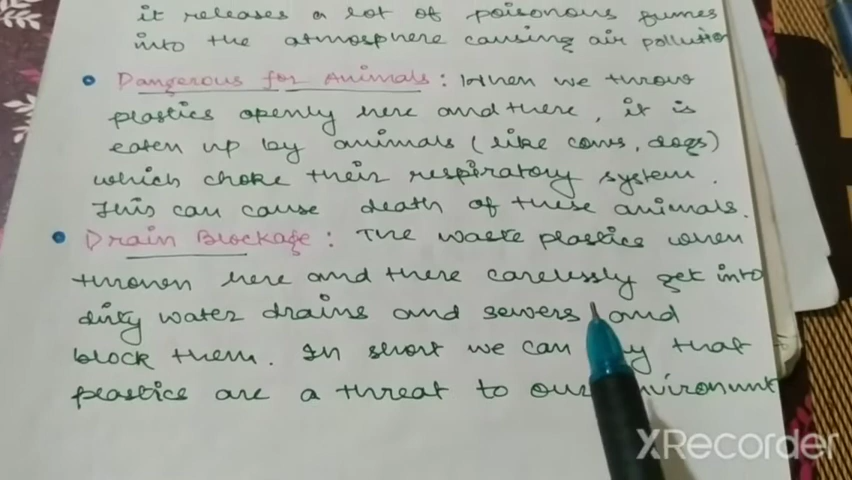 it releases a lot of poisonous fumes
into the atmosphere causing air pollution
Dangerous for Animals : When we throw
plastics openly here and there, it is
eaten up by animals (like cows, dogs)
which choke their respiratory system.
This can cause death of these animals.
Drain Blockage : The waste plastics when
thrown here and there carelessly get into
dirty water drains and sewers and
block them. In short we can that
plastics are a threat to our
XRecorder